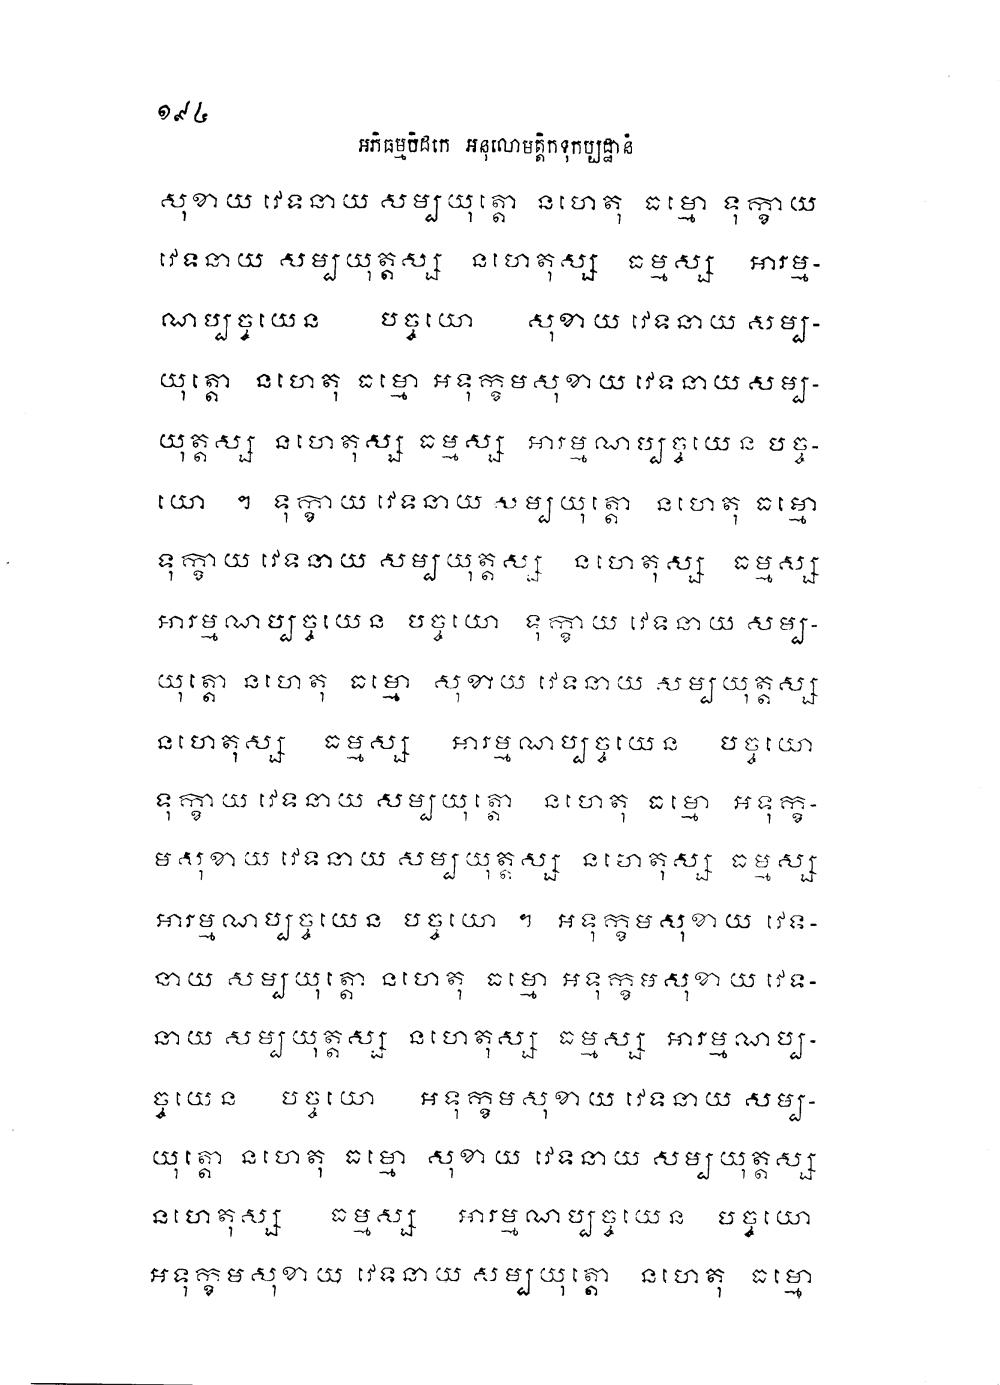 ១៩៤
អភិធម្មបិដកេ អនុលោមត្តិកទុកប្បដ្ឋានំ
សុខាយ វេទនាយ សម្បយុត្តោ នហេតុ ធម្មោ ទុក្ខាយ
វេទនាយ សម្បយុត្តស្ស នហេតុស្ស ធម្មស្ស អារម្ម-
ណប្បច្ចយេន បច្ចយោ សុខាយ វេទនាយ សម្ប-
យុត្តោ នហេតុ ធម្មោ អទុក្ខមសុខាយ វេទនាយ សម្ប-
យុត្តស្ស នហេតុស្ស ធម្មស្ស អារម្មណប្បច្ចយេន បច្ច-
យោ ។ ទុក្ខាយ វេទនាយ សម្បយុត្តោ នហេតុ ធម្មោ
ទុក្ខាយ វេទនាយ សម្បយុត្តស្ស នហេតុស្ស ធម្មស្ស
អារម្មណប្បច្ចយេន បច្ចយោ ទុក្ខាយ វេទនាយ សម្ប-
យុត្តោ នហេតុ ធម្មោ សុខាយ វេទនាយ សម្បយុត្តស្ស
នហេតុស្ស ធម្មស្ស អារម្មណប្បច្ចយេន បច្ចយោ
ទុក្ខាយ វេទនាយ សម្បយុត្តោ នហេតុ ធម្មោ អទុក្ខ-
មសុខាយ វេទនាយ សម្បយុត្តស្ស នហេតុស្ស ធម្មស្ស
អារម្មណប្បច្ចយេន បច្ចយោ ។ អទុក្ខមសុខាយ វេទ-
នាយ សម្បយុត្តោ នហេតុ ធម្មោ អទុក្ខមសុខាយ វេទ-
នាយ សម្បយុត្តស្ស នហេតុស្ស ធម្មស្ស អារម្មណប្ប-
ច្ចយេន បច្ចយោ អទុក្ខមសុខាយ វេទនាយ សម្ប-
យុត្តោ នហេតុ ធម្មោ សុខាយ វេទនាយ សម្បយុត្តស្ស
នហេតុស្ស ធម្មស្ស អារម្មណប្បច្ចយេន បច្ចយោ
អទុក្ខមសុខាយ វេទនាយ សម្បយុត្តោ នហេតុ ធម្មោ